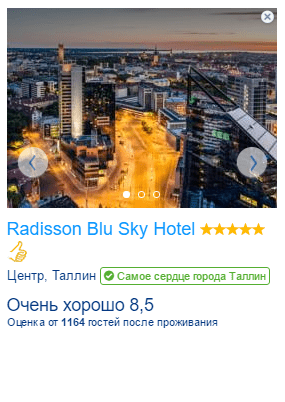 Radisson Blu Sky Hotel
Центр, Таллин Самое сердце города Таллин
Очень хорошо 8,5
Оценка от 1164 гостей после проживания